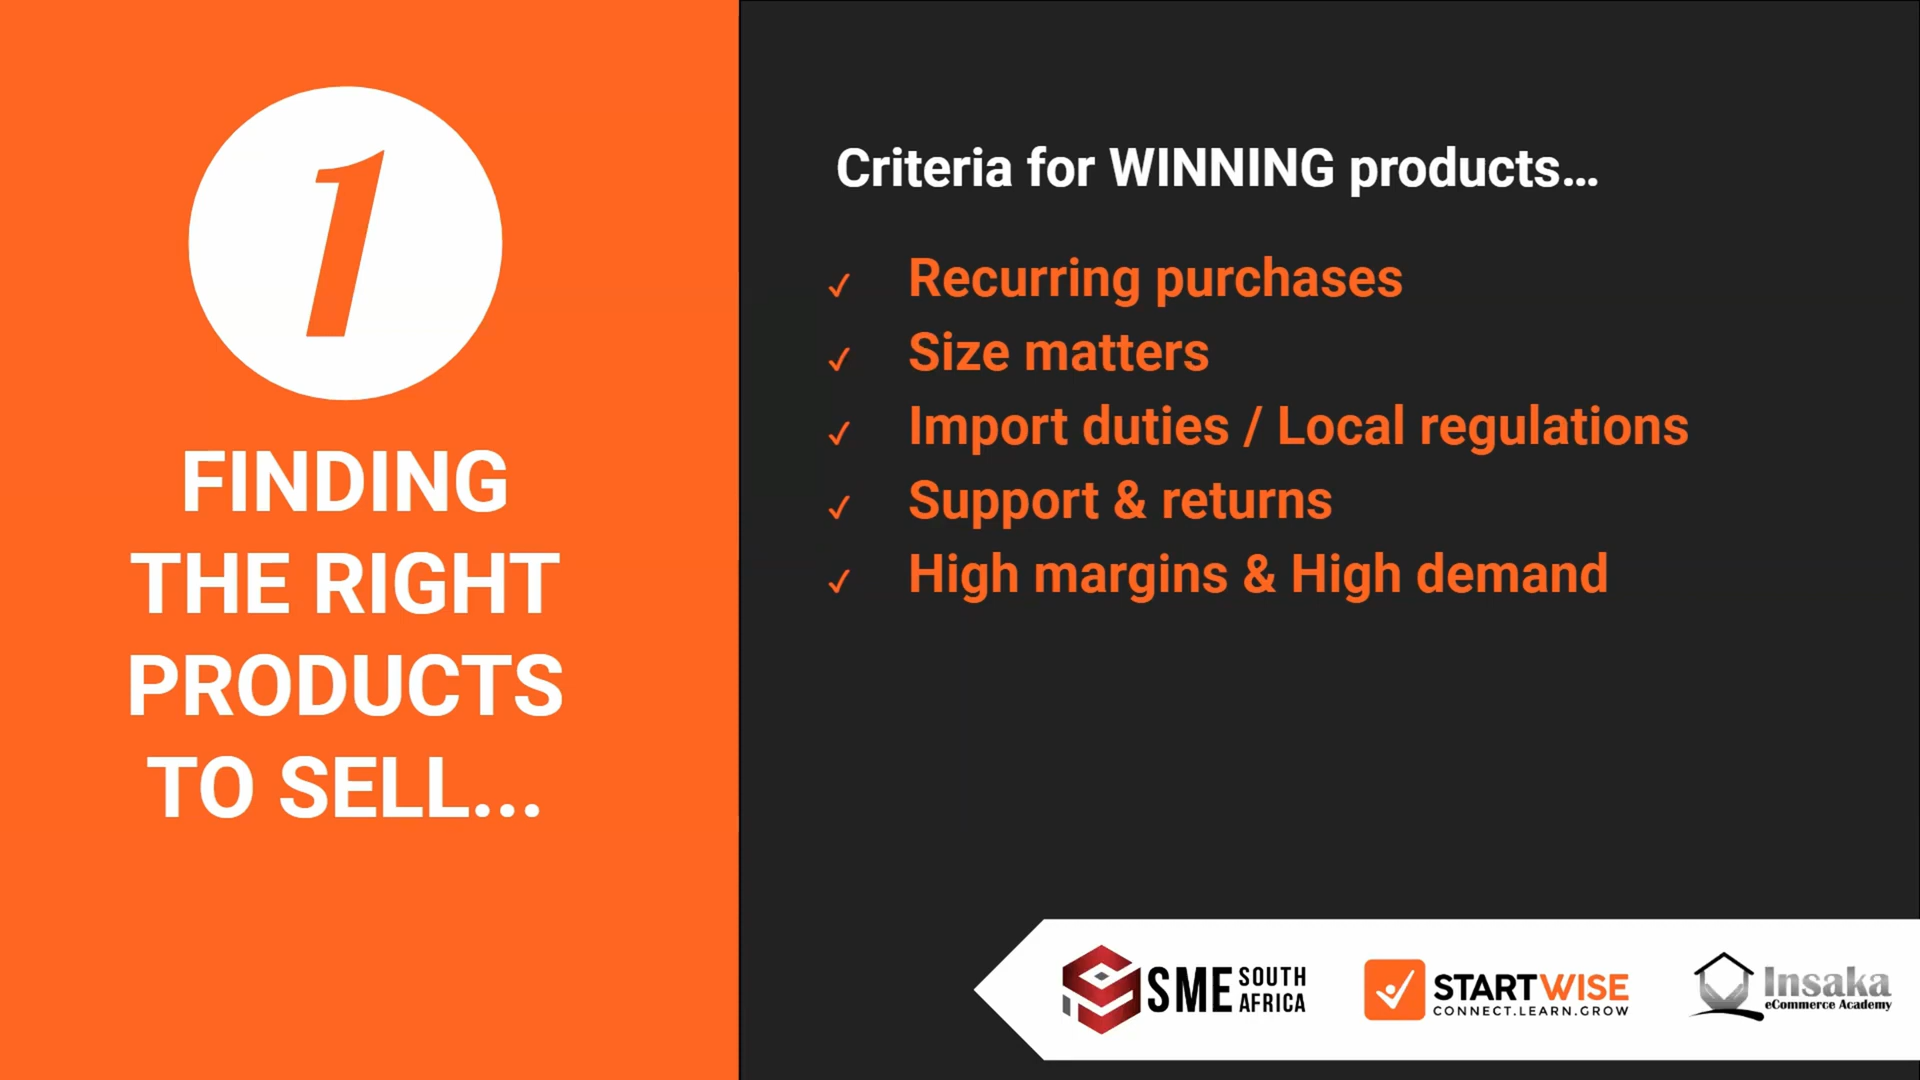 1
FINDING
THE RIGHT
PRODUCTS
TO SELL...
Criteria for WINNING products...
✓ Recurring purchases
✓ Size matters
✓ Import duties / Local regulations
✓ Support & returns
✓ High margins & High demand
SME SOUTH AFRICA
STARTWISE
CONNECT.LEARN.GROW
Insaka
eCommerce Academy